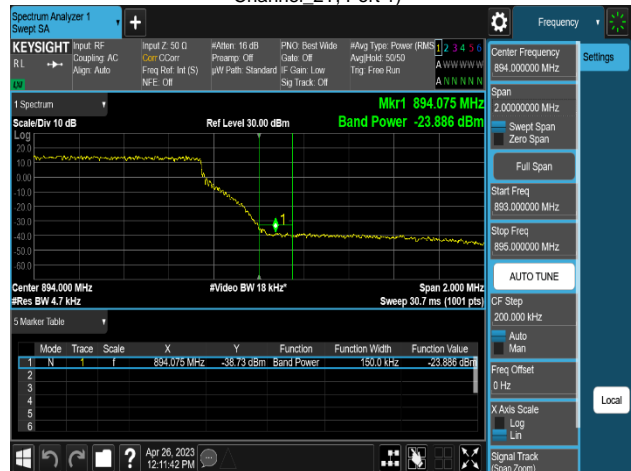 Channel_L1, Port 1)
Spectrum Analyzer 1
Swept SA
Frequency
KEYSIGHT
RL
Input: RF
Coupling: AC
Align: Auto
Input Z: 50 Ω
Corr CCorr
Freq Ref: Int (S)
NFE: Off
#Atten: 16 dB
Preamp: Off
µW Path: Standard
PNO: Best Wide
Gate: Off
IF Gain: Low
Sig Track: Off
#Avg Type: Power (RMS
Avg|Hold: 50/50
Trig: Free Run
1 2 3 4 5 6
A W W W W W
A N N N N N
LV
1 Spectrum
Scale/Div 10 dB
Ref Level 30.00 dBm
Mkr1 894.075 MHz
Band Power -23.886 dBm
Log
20.0
10.0
0.00
-10.0
-20.0
-30.0
-40.0
-50.0
-60.0
1
Center 894.000 MHz
#Res BW 4.7 kHz
#Video BW 18 kHz*
Span 2.000 MHz
Sweep 30.7 ms (1001 pts)
5 Marker Table
Mode Trace Scale X Y Function Function Width Function Value
1 N 1 f 894.075 MHz -38.73 dBm Band Power 150.0 kHz -23.886 dBm
2
3
4
5
6
Apr 26, 2023
12:11:42 PM
Center Frequency
894.000000 MHz
Settings
Span
2.00000000 MHz
Swept Span
Zero Span
Full Span
Start Freq
893.000000 MHz
Stop Freq
895.000000 MHz
AUTO TUNE
CF Step
200.000 kHz
Auto
Man
Freq Offset
0 Hz
X Axis Scale
Log
Lin
Local
Signal Track
(Span Zoom)